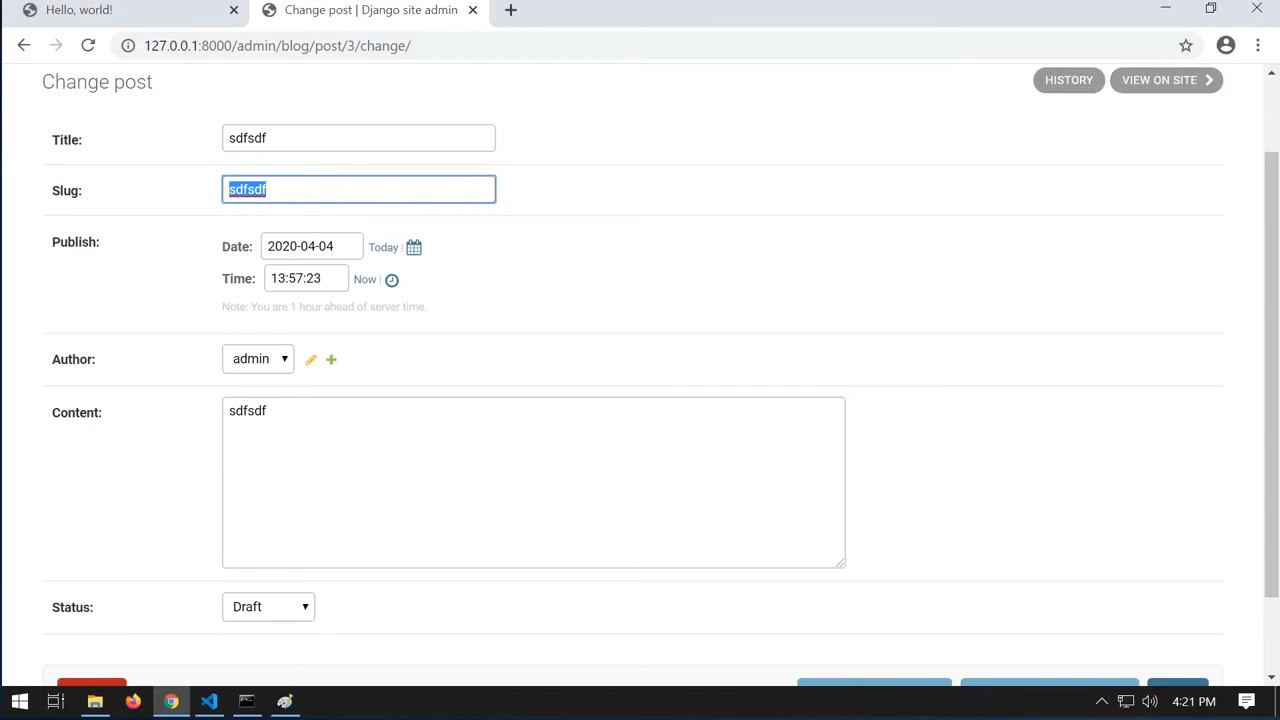 Hello, world!
Change post | Django site admin
127.0.0.1:8000/admin/blog/post/3/change/
Change post
HISTORY
VIEW ON SITE
Title:
sdfsdf
Slug:
sdfsdf
Publish:
Date: 2020-04-04 Today |
Time: 13:57:23 Now |
Note: You are 1 hour ahead of server time.
Author:
admin
Content:
sdfsdf
Status:
Draft
4:21 PM